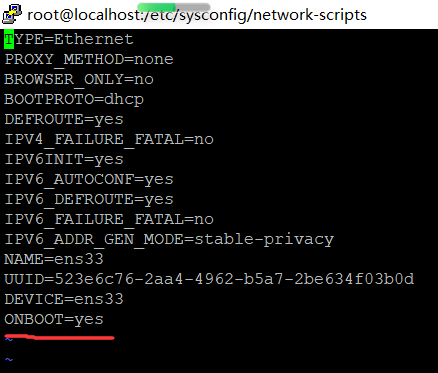 root@localhost:/etc/sysconfig/network-scripts
TYPE=Ethernet
PROXY_METHOD=none
BROWSER_ONLY=no
BOOTPROTO=dhcp
DEFROUTE=yes
IPV4_FAILURE_FATAL=no
IPV6INIT=yes
IPV6_AUTOCONF=yes
IPV6_DEFROUTE=yes
IPV6_FAILURE_FATAL=no
IPV6_ADDR_GEN_MODE=stable-privacy
NAME=ens33
UUID=523e6c76-2aa4-4962-b5a7-2be634f03b0d
DEVICE=ens33
ONBOOT=yes
~
~